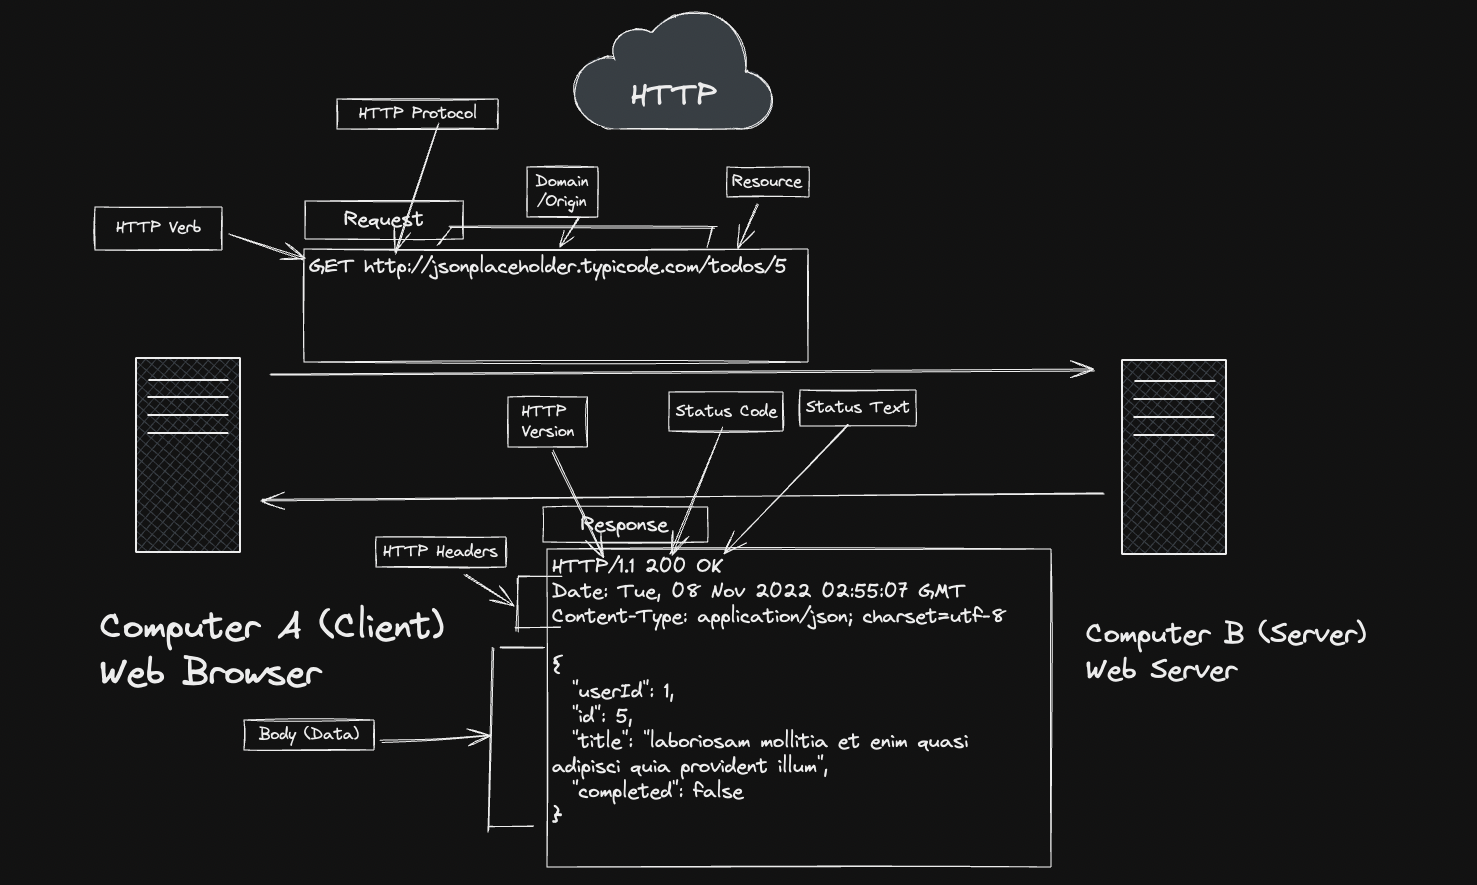 HTTP
HTTP Protocol
Domain
/Origin
Resource
Request
HTTP Verb
GET http://jsonplaceholder.typicode.com/todos/5
HTTP
Version
Status Code
Status Text
Response
HTTP Headers
HTTP/1.1 200 OK
Date: Tue, 08 Nov 2022 02:55:07 GMT
Content-Type: application/json; charset=utf-8
{
"userId": 1,
"id": 5,
"title": "laboriosam mollitia et enim quasi
adipisci quia provident illum",
"completed": false
}
Computer A (Client)
Web Browser
Body (Data)
Computer B (Server)
Web Server